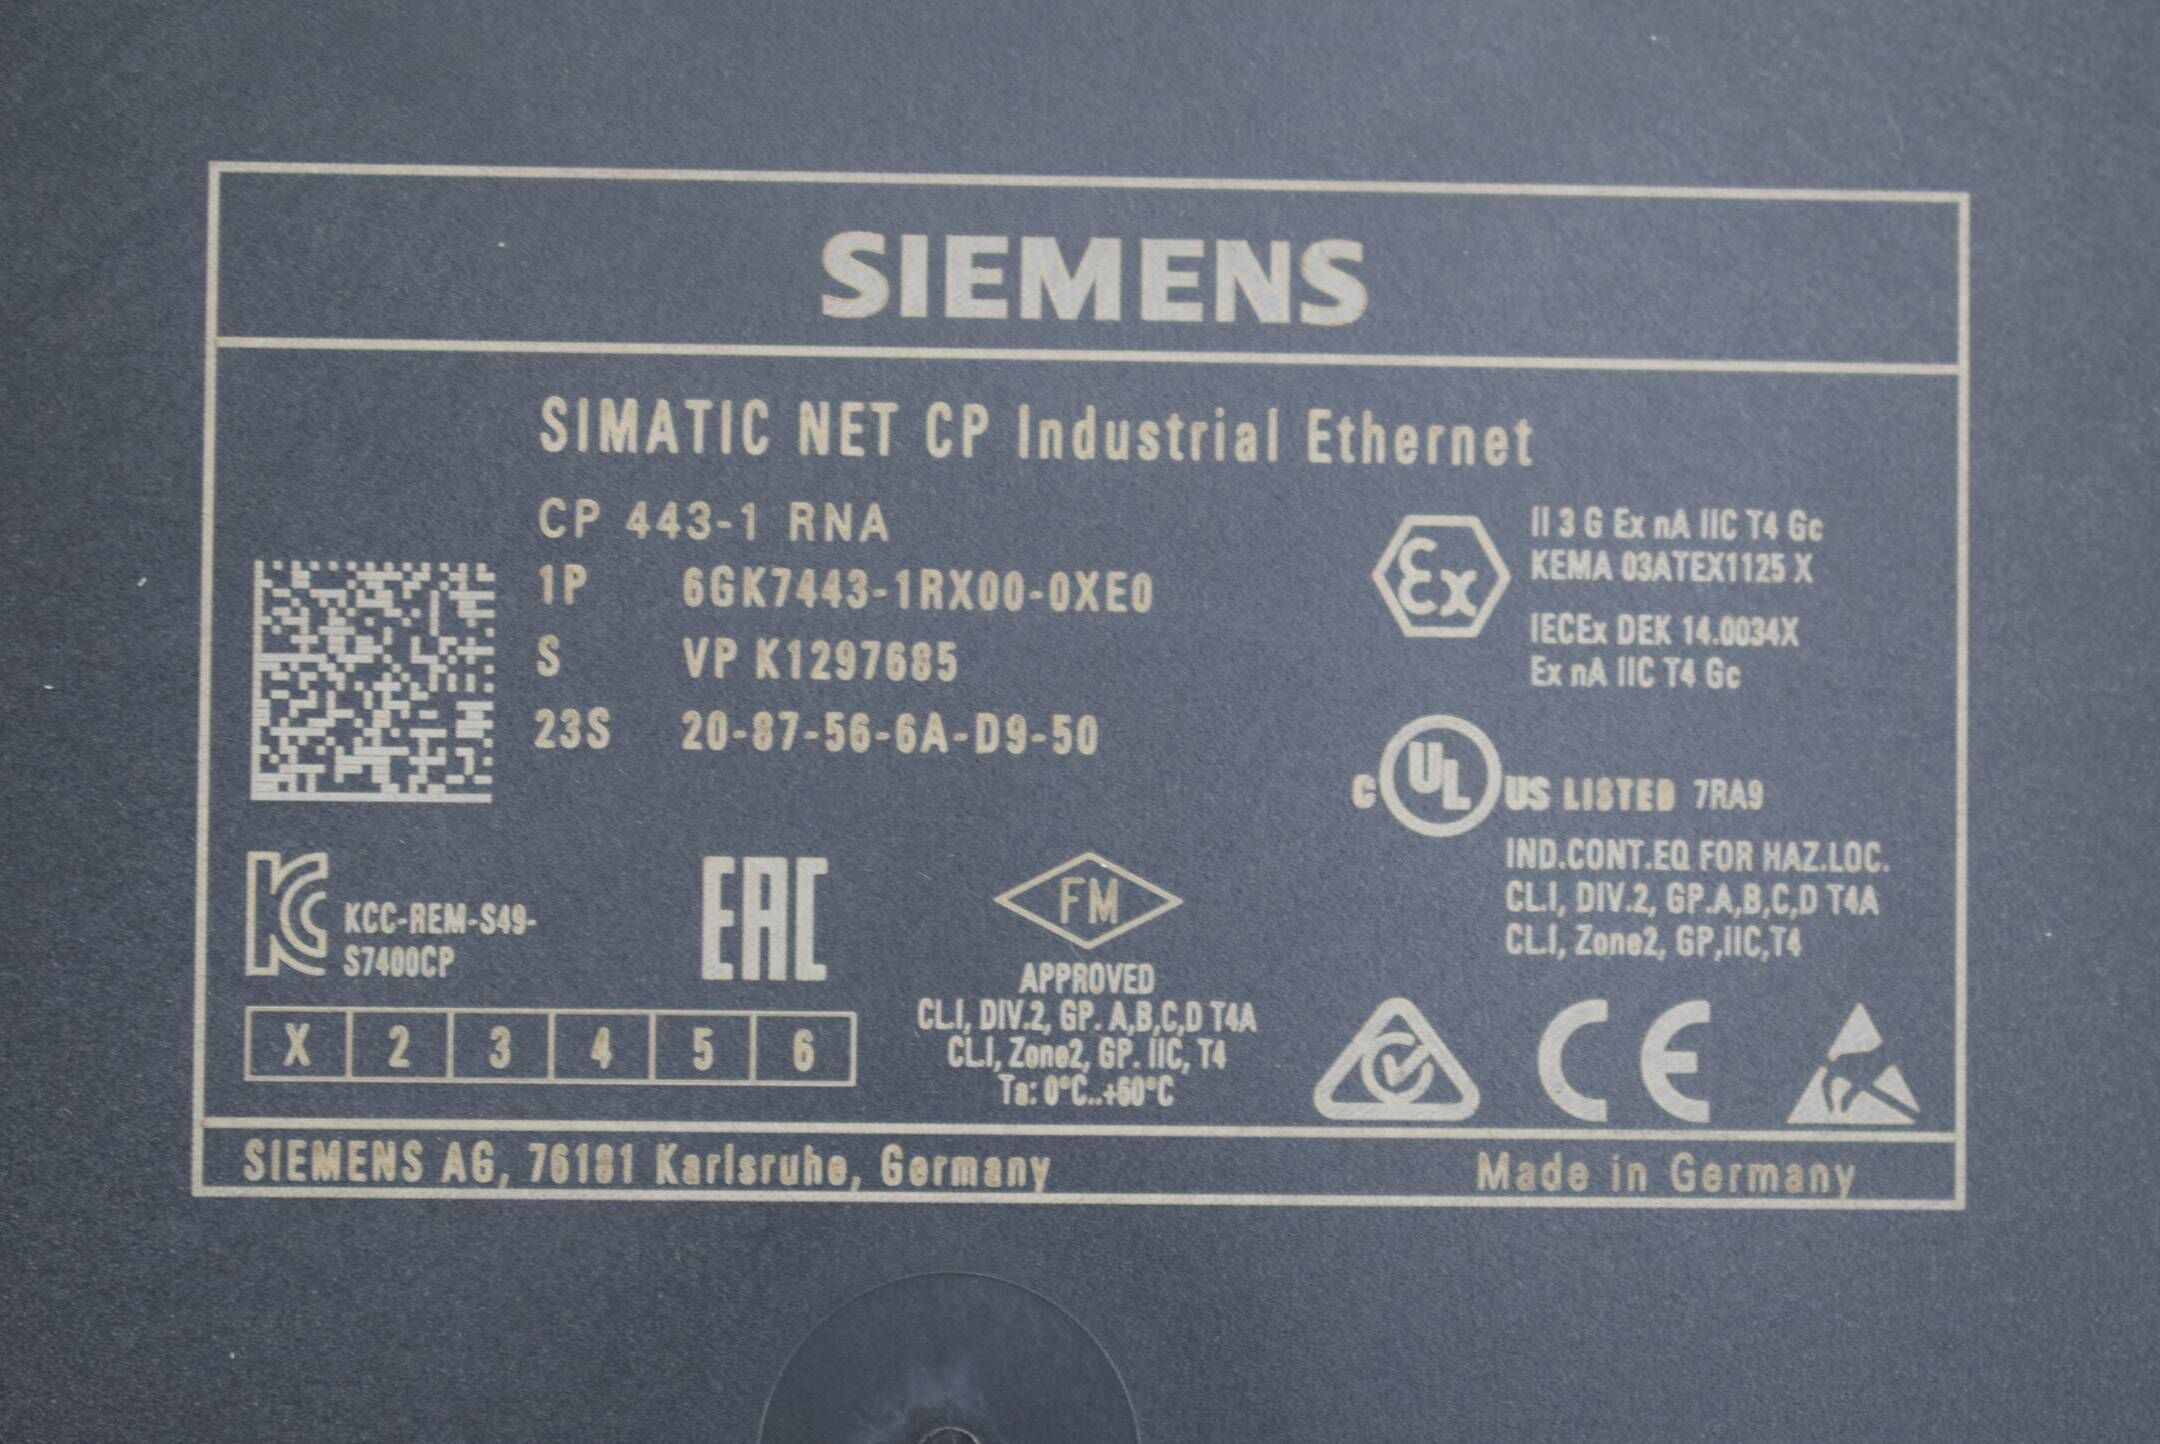 SIEMENS
SIMATIC NET CP Industrial Ethernet
CP 443-1 RNA
1P 6GK7443-1RX00-0XE0
S VP K1297685
23S 20-87-56-6A-D9-50
Ex
II 3 G Ex nA IIC T4 Gc
KEMA 03ATEX1125 X
IECEx DEK 14.0034X
Ex nA IIC T4 Gc
C UL US LISTED 7RA9
IND.CONT.EQ FOR HAZ.LOC.
CL.I, DIV.2, GP.A,B,C,D T4A
CL.I, Zone2, GP,IIC,T4
KCC-REM-S49-
S7400CP
EAC
FM
APPROVED
CL.I, DIV.2, GP. A,B,C,D T4A
CL.I, Zone2, GP. IIC, T4
Ta: 0°C..+60°C
X 2 3 4 5 6
CE
SIEMENS AG, 76181 Karlsruhe, Germany
Made in Germany